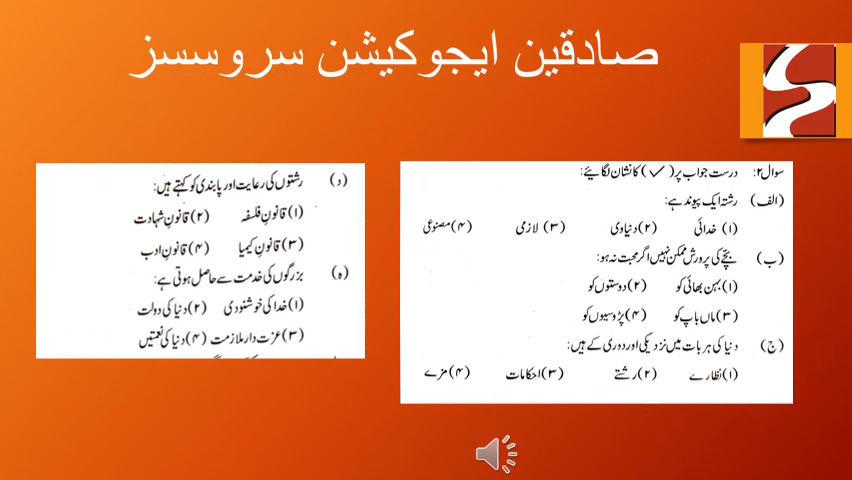 صادقین ایجوکیشن سروسسز
سوال ۲: درست جواب پر (✓) کا نشان لگائیے:
(الف) رشتہ ایک پیوند ہے:
(۱) خدائی (۲) دنیاوی (۳) لازمی (۴) مصنوعی
(ب) بچّے کی پرورش ممکن نہیں اگر محبت نہ ہو:
(۱) بہن بھائی کو (۲) دوستوں کو
(۳) ماں باپ کو (۴) پڑوسیوں کو
(ج) دنیا کی ہر بات میں نزدیکی اور دوری کے ہیں:
(۱) نظارے (۲) رشتے (۳) احکامات (۴) مزے
(د) رشتوں کی رعایت اور پابندی کو کہتے ہیں:
(۱) قانونِ فلسفہ (۲) قانونِ شہادت
(۳) قانونِ کیمیا (۴) قانونِ ادب
(ہ) بزرگوں کی خدمت سے حاصل ہوتی ہے:
(۱) خدا کی خوشنودی (۲) دنیا کی دولت
(۳) عزت دار ملازمت (۴) دنیا کی نعمتیں